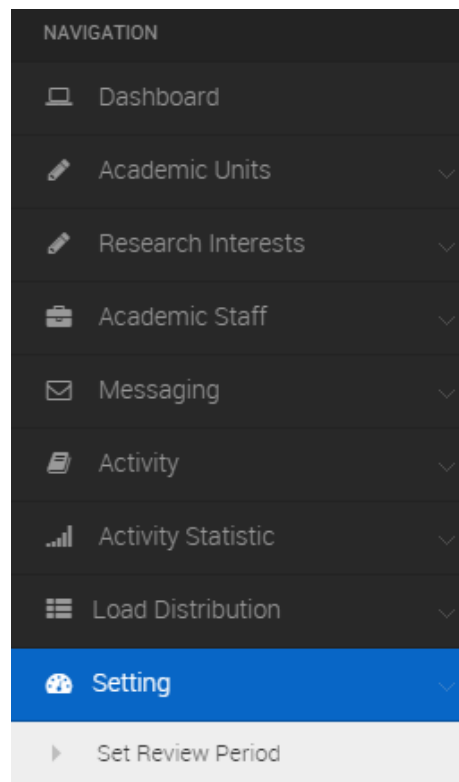 NAVIGATION
Dashboard
Academic Units
Research Interests
Academic Staff
Messaging
Activity
Activity Statistic
Load Distribution
Setting
Set Review Period